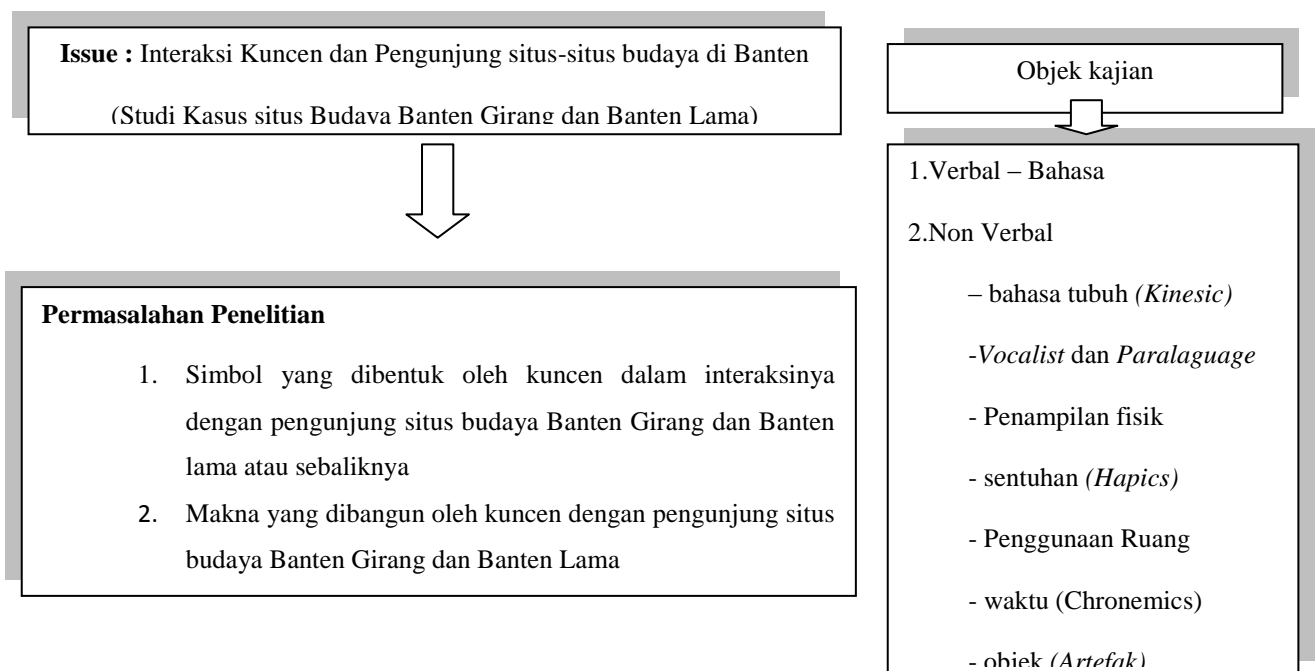 Issue : Interaksi Kuncen dan Pengunjung situs-situs budaya di Banten
(Studi Kasus situs Budaya Banten Girang dan Banten Lama)
Permasalahan Penelitian
1. Simbol yang dibentuk oleh kuncen dalam interaksinya
dengan pengunjung situs budaya Banten Girang dan Banten
lama atau sebaliknya
2. Makna yang dibangun oleh kuncen dengan pengunjung situs
budaya Banten Girang dan Banten Lama
Objek kajian
1.Verbal – Bahasa
2.Non Verbal
– bahasa tubuh (Kinesic)
-Vocalist dan Paralaguage
- Penampilan fisik
- sentuhan (Hapics)
- Penggunaan Ruang
- waktu (Chronemics)
- objek (Artefak)